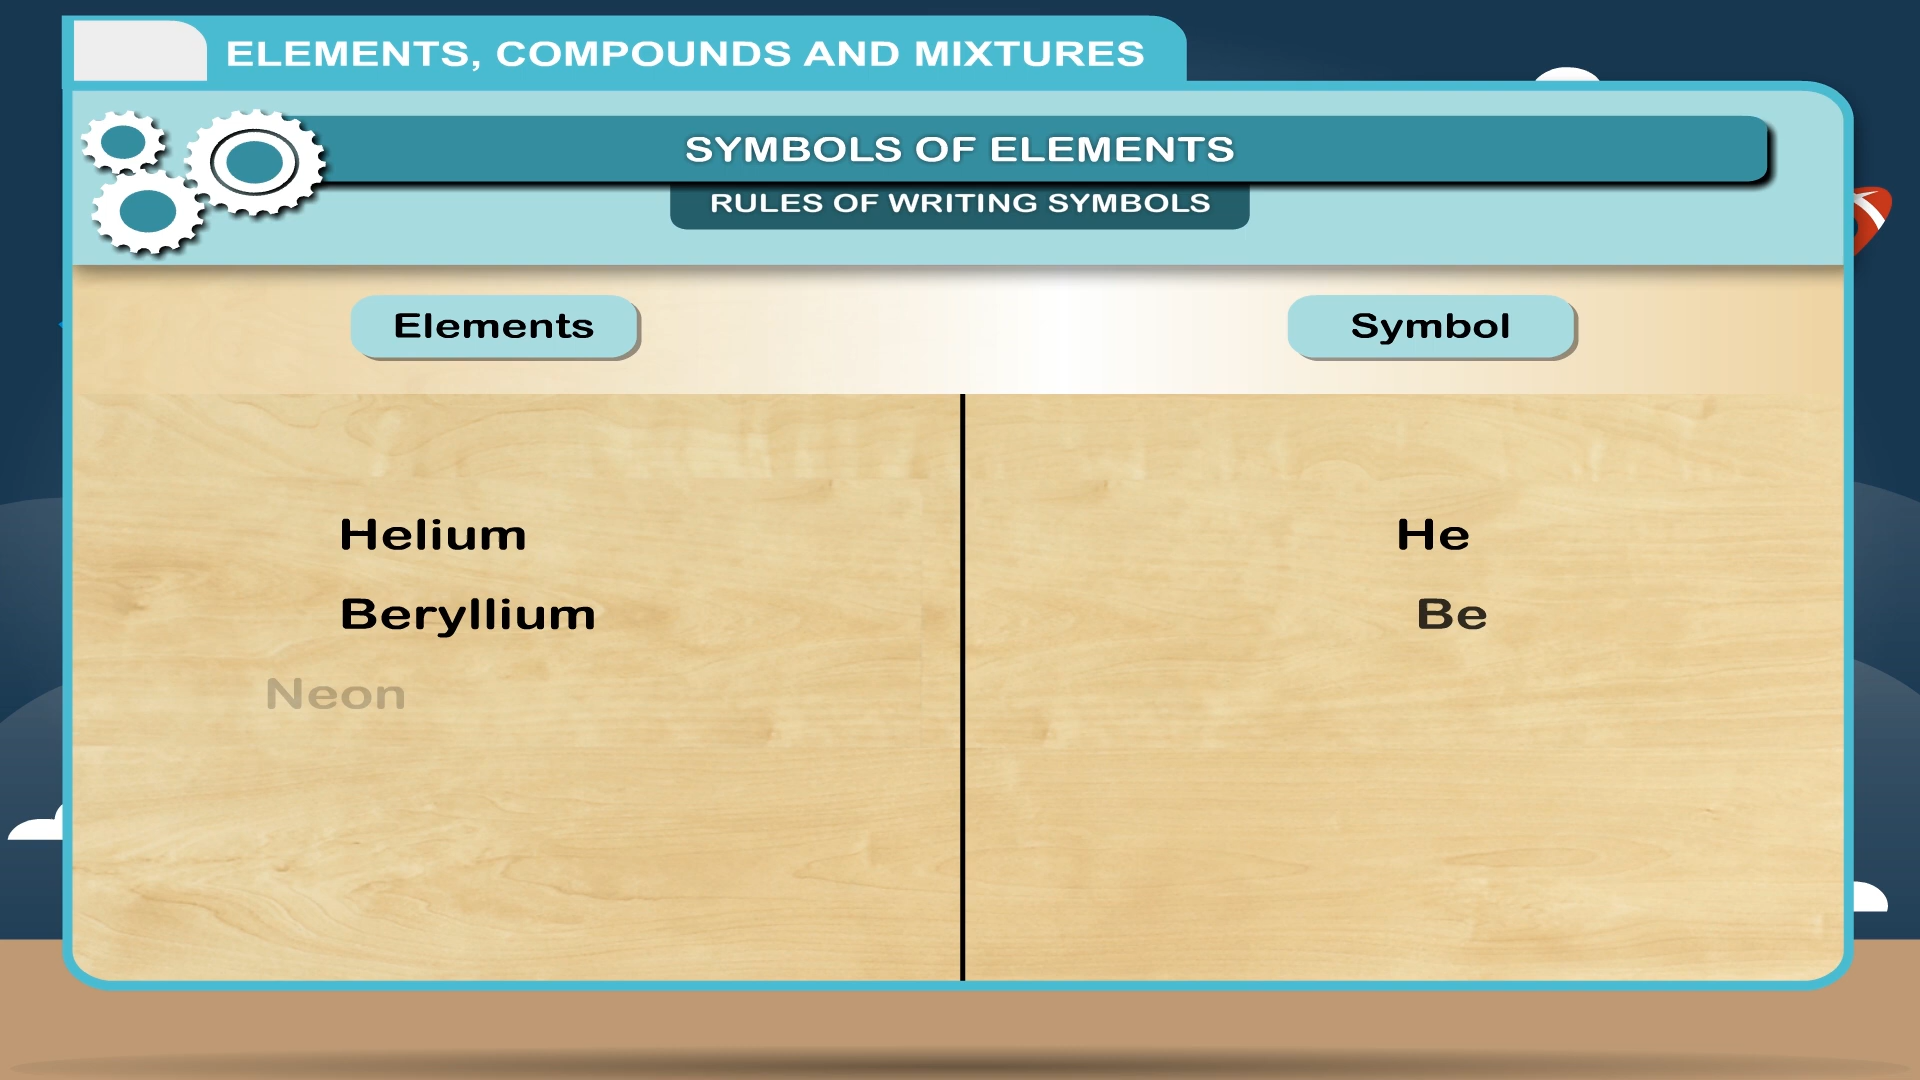 ELEMENTS, COMPOUNDS AND MIXTURES
SYMBOLS OF ELEMENTS
RULES OF WRITING SYMBOLS
Elements Symbol
Helium He
Beryllium Be
Neon